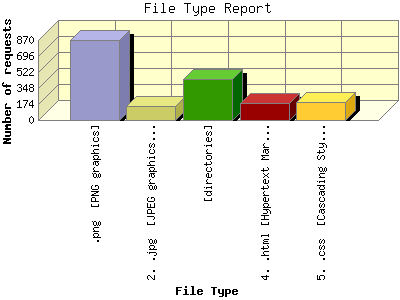 File Type Report
Number of requests
870
696
522
348
174
0
.png [PNG graphics]
2. .jpg [JPEG graphics...
[directories]
4. .html [Hypertext Mar...
5. .css [Cascading Sty...
File Type